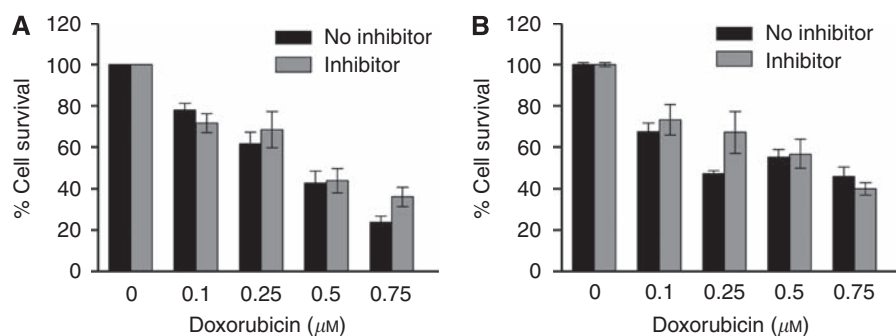 A
120
100
80
60
40
20
0
% Cell survival
No inhibitor
Inhibitor
0 0.1 0.25 0.5 0.75
Doxorubicin (μM)
B
120
100
80
60
40
20
0
% Cell survival
No inhibitor
Inhibitor
0 0.1 0.25 0.5 0.75
Doxorubicin (μM)